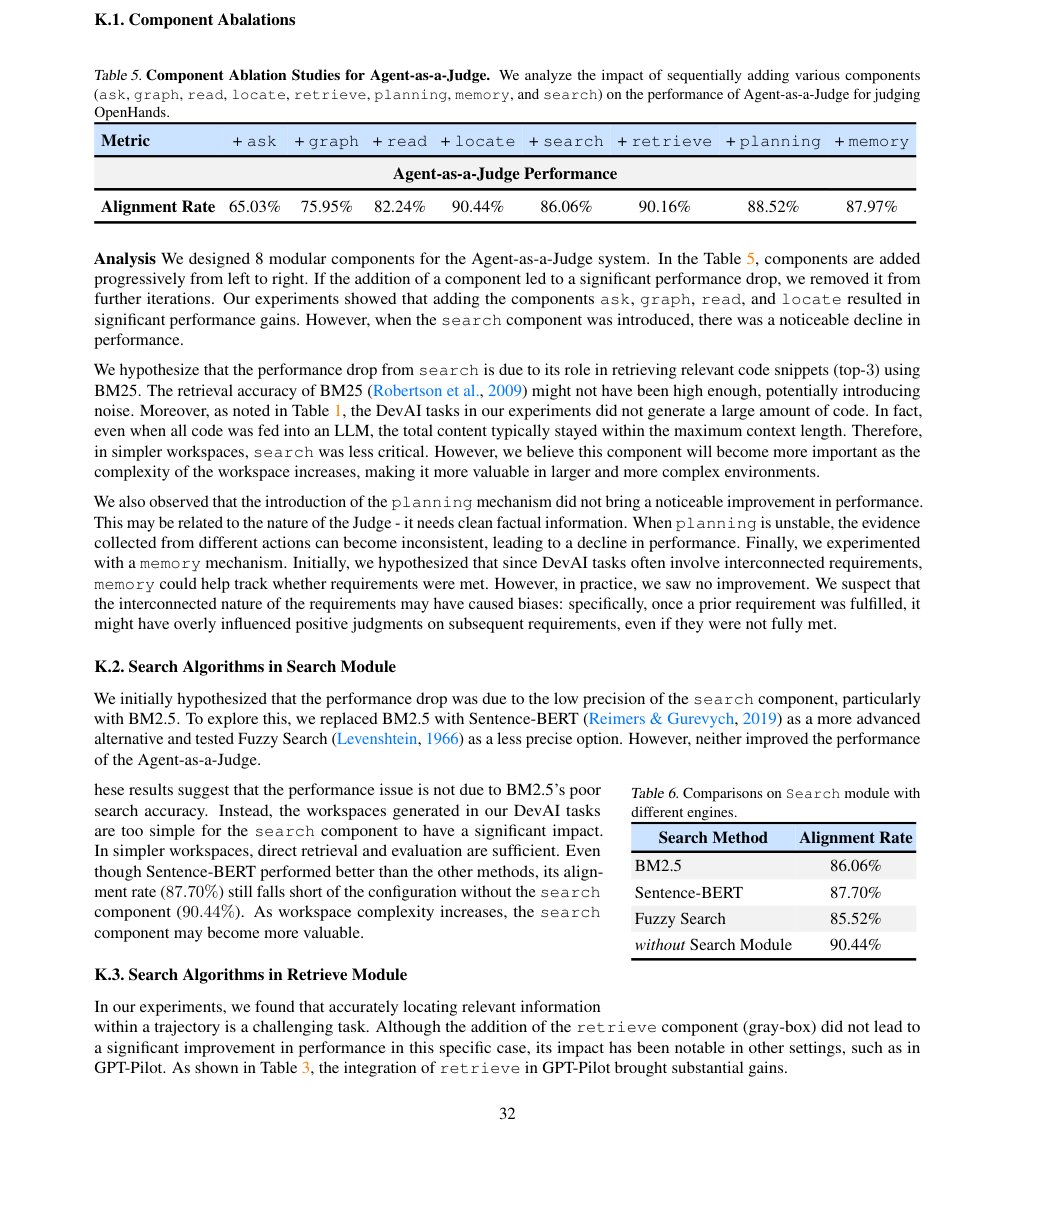 K.1. Component Abalations
Table 5. Component Ablation Studies for Agent-as-a-Judge. We analyze the impact of sequentially adding various components
(ask, graph, read, locate, retrieve, planning, memory, and search) on the performance of Agent-as-a-Judge for judging
OpenHands.
Metric + ask + graph + read + locate + search + retrieve + planning + memory
Agent-as-a-Judge Performance
Alignment Rate 65.03% 75.95% 82.24% 90.44% 86.06% 90.16% 88.52% 87.97%
Analysis We designed 8 modular components for the Agent-as-a-Judge system. In the Table 5, components are added
progressively from left to right. If the addition of a component led to a significant performance drop, we removed it from
further iterations. Our experiments showed that adding the components ask, graph, read, and locate resulted in
significant performance gains. However, when the search component was introduced, there was a noticeable decline in
performance.
We hypothesize that the performance drop from search is due to its role in retrieving relevant code snippets (top-3) using
BM25. The retrieval accuracy of BM25 (Robertson et al., 2009) might not have been high enough, potentially introducing
noise. Moreover, as noted in Table 1, the DevAI tasks in our experiments did not generate a large amount of code. In fact,
even when all code was fed into an LLM, the total content typically stayed within the maximum context length. Therefore,
in simpler workspaces, search was less critical. However, we believe this component will become more important as the
complexity of the workspace increases, making it more valuable in larger and more complex environments.
We also observed that the introduction of the planning mechanism did not bring a noticeable improvement in performance.
This may be related to the nature of the Judge - it needs clean factual information. When planning is unstable, the evidence
collected from different actions can become inconsistent, leading to a decline in performance. Finally, we experimented
with a memory mechanism. Initially, we hypothesized that since DevAI tasks often involve interconnected requirements,
memory could help track whether requirements were met. However, in practice, we saw no improvement. We suspect that
the interconnected nature of the requirements may have caused biases: specifically, once a prior requirement was fulfilled, it
might have overly influenced positive judgments on subsequent requirements, even if they were not fully met.
K.2. Search Algorithms in Search Module
We initially hypothesized that the performance drop was due to the low precision of the search component, particularly
with BM2.5. To explore this, we replaced BM2.5 with Sentence-BERT (Reimers & Gurevych, 2019) as a more advanced
alternative and tested Fuzzy Search (Levenshtein, 1966) as a less precise option. However, neither improved the performance
of the Agent-as-a-Judge.
hese results suggest that the performance issue is not due to BM2.5's poor
search accuracy. Instead, the workspaces generated in our DevAI tasks
are too simple for the search component to have a significant impact.
In simpler workspaces, direct retrieval and evaluation are sufficient. Even
though Sentence-BERT performed better than the other methods, its align-
ment rate (87.70%) still falls short of the configuration without the search
component (90.44%). As workspace complexity increases, the search
component may become more valuable.
Table 6. Comparisons on Search module with
different engines.
Search Method Alignment Rate
BM2.5 86.06%
Sentence-BERT 87.70%
Fuzzy Search 85.52%
without Search Module 90.44%
K.3. Search Algorithms in Retrieve Module
In our experiments, we found that accurately locating relevant information
within a trajectory is a challenging task. Although the addition of the retrieve component (gray-box) did not lead to
a significant improvement in performance in this specific case, its impact has been notable in other settings, such as in
GPT-Pilot. As shown in Table 3, the integration of retrieve in GPT-Pilot brought substantial gains.
32